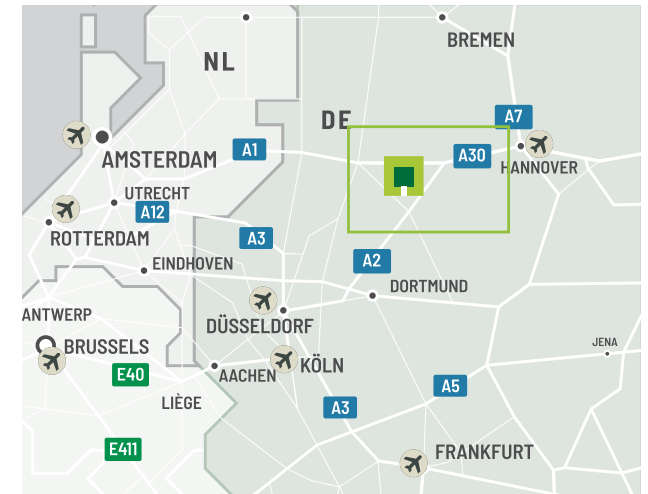 BREMEN
NL
DE
A7
A1
A30
AMSTERDAM
HANNOVER
UTRECHT
A12
ROTTERDAM
A3
EINDHOVEN
A2
DORTMUND
ANTWERP
DÜSSELDORF
BRUSSELS
JENA
KÖLN
AACHEN
E40
A5
LIÈGE
A3
E411
FRANKFURT